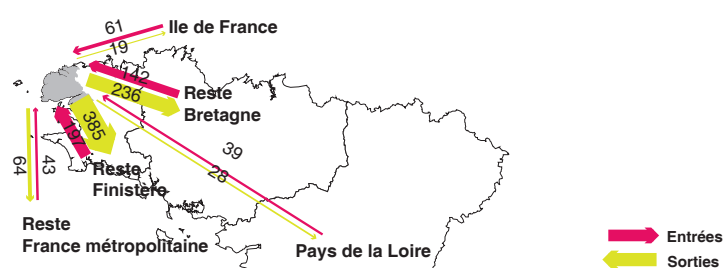 61
Ile de France
19
142
Reste
Bretagne
236
385
197
Reste
Finistère
39
28
64
43
Reste
France métropolitaine
Pays de la Loire
Entrées
Sorties